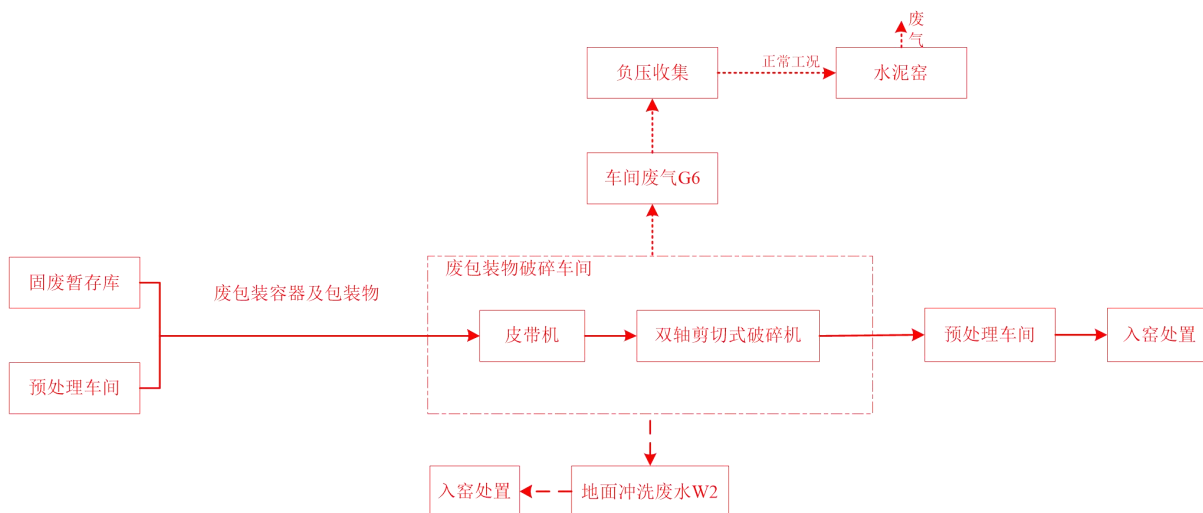 废
气
负压收集
正常工况
水泥窑
车间废气G6
固废暂存库
废包装容器及包装物
废包装物破碎车间
皮带机
双轴剪切式破碎机
预处理车间
入窑处置
预处理车间
入窑处置
地面冲洗废水W2